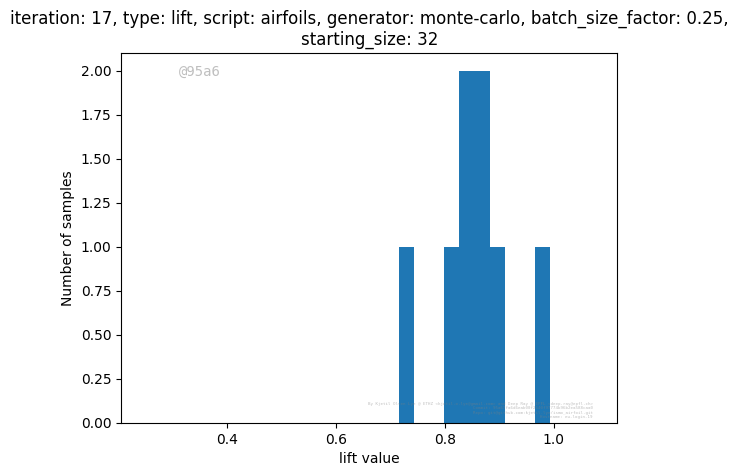 iteration: 17, type: lift, script: airfoils, generator: monte-carlo, batch_size_factor: 0.25,
starting_size: 32
@95a6
2.00
1.75
1.50
1.25
1.00
0.75
0.50
0.25
0.00
Number of samples
0.4
0.6
0.8
1.0
lift value